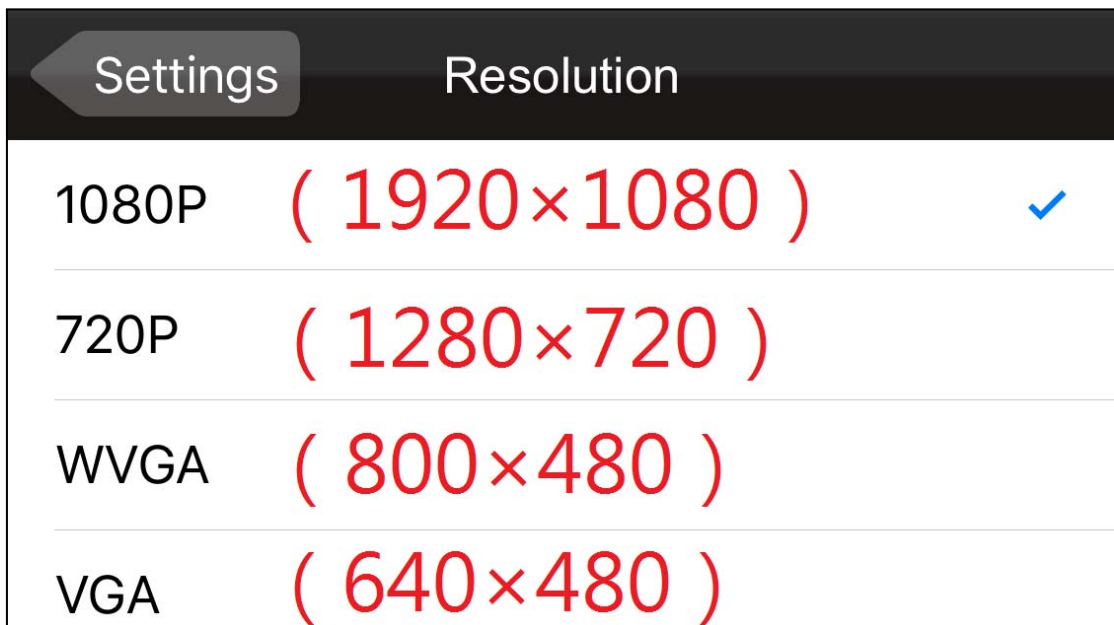 Settings Resolution
1080P ( 1920×1080 )
720P ( 1280×720 )
WVGA ( 800×480 )
VGA ( 640×480 )